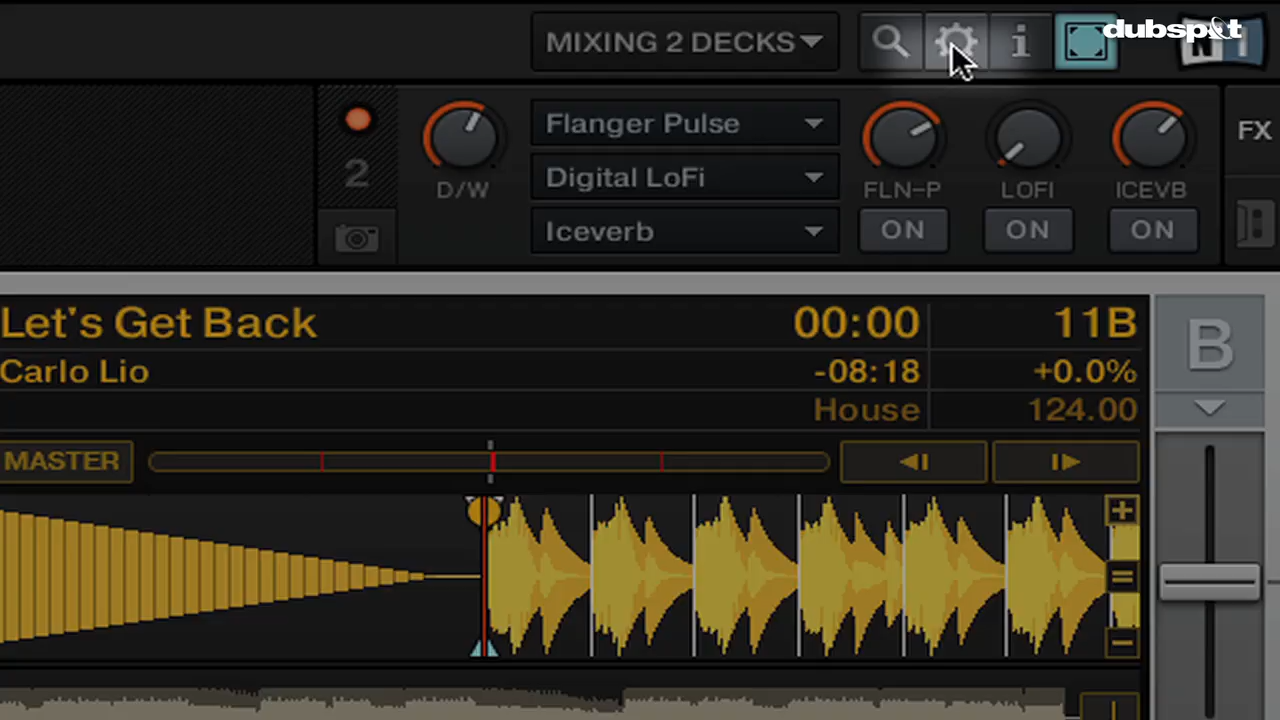 MIXING 2 DECKS
dubspot
NI
2
D/W
Flanger Pulse
Digital LoFi
Iceverb
FLN-P
LOFI
ICEVB
ON
ON
ON
FX
Let's Get Back
00:00
11B
Carlo Lio
-08:18
+0.0%
House
124.00
B
MASTER